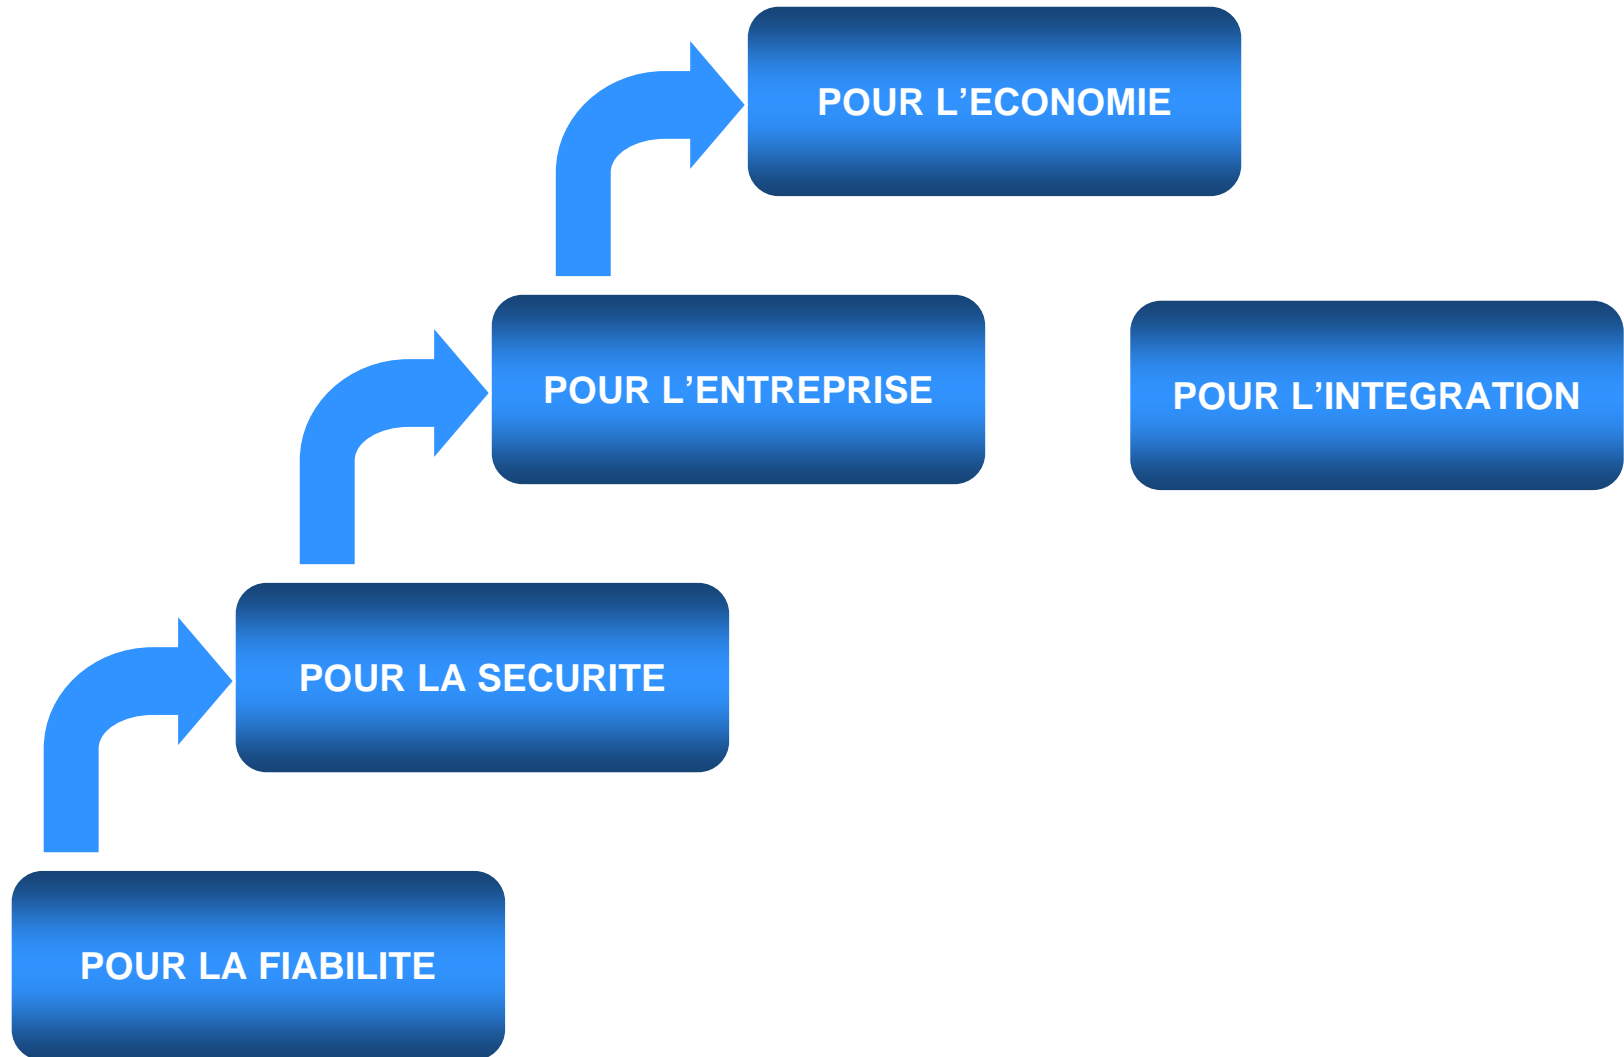 POUR L’ECONOMIE
POUR L’ENTREPRISE
POUR L’INTEGRATION
POUR LA SECURITE
POUR LA FIABILITE